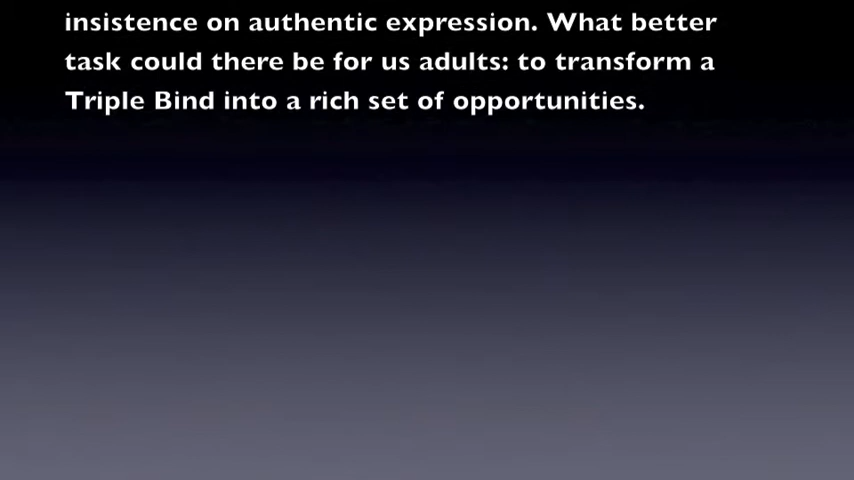 insistence on authentic expression. What better
task could there be for us adults: to transform a
Triple Bind into a rich set of opportunities.